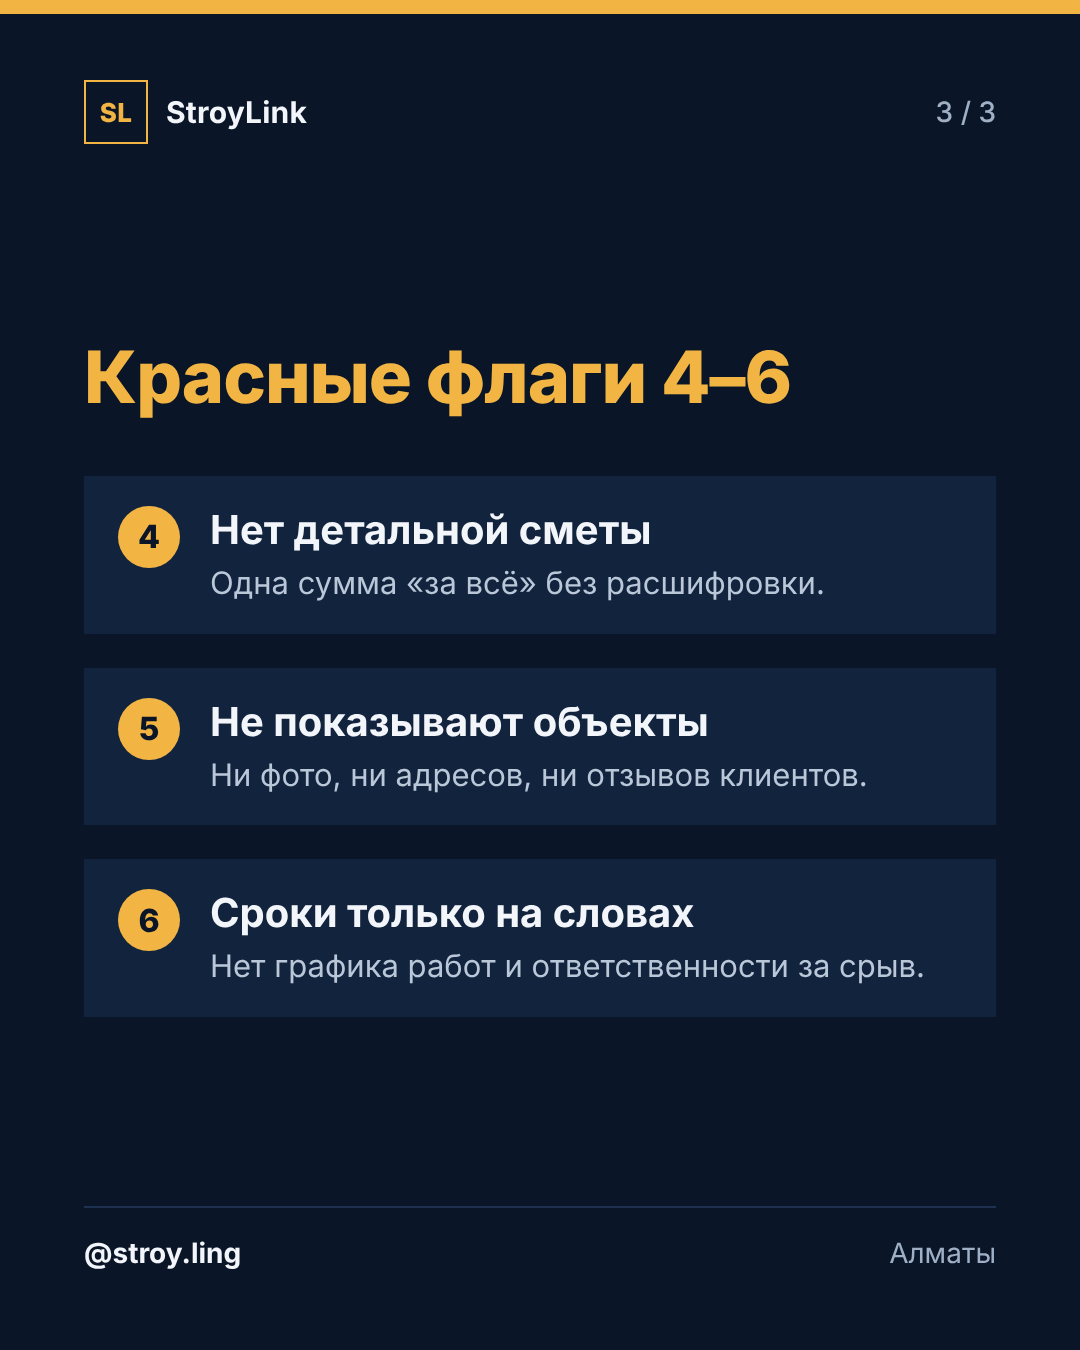 SL StroyLink 3 / 3
Красные флаги 4–6
4 Нет детальной сметы
Одна сумма «за всё» без расшифровки.
5 Не показывают объекты
Ни фото, ни адресов, ни отзывов клиентов.
6 Сроки только на словах
Нет графика работ и ответственности за срыв.
@stroy.ling Алматы